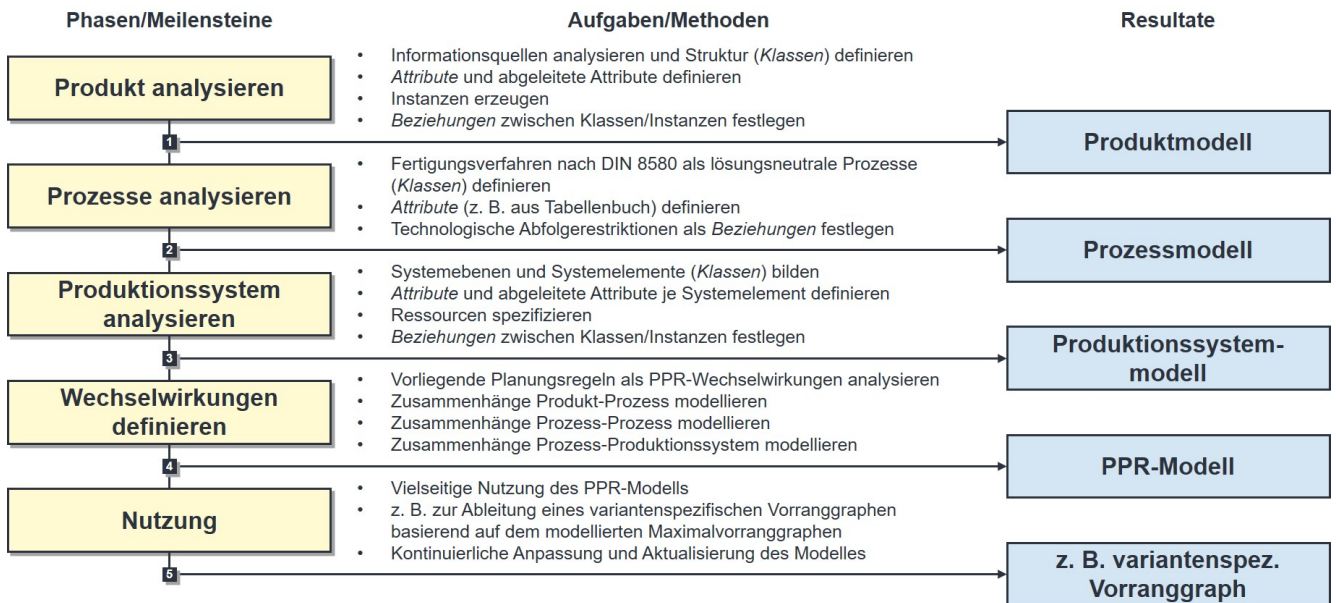 Phasen/Meilensteine
Aufgaben/Methoden
Resultate
Produkt analysieren
• Informationsquellen analysieren und Struktur (Klassen) definieren
• Attribute und abgeleitete Attribute definieren
• Instanzen erzeugen
• Beziehungen zwischen Klassen/Instanzen festlegen
1
Produktmodell
Prozesse analysieren
• Fertigungsverfahren nach DIN 8580 als lösungsneutrale Prozesse
(Klassen) definieren
• Attribute (z. B. aus Tabellenbuch) definieren
• Technologische Abfolgerestriktionen als Beziehungen festlegen
2
Prozessmodell
Produktionssystem
analysieren
• Systemebenen und Systemelemente (Klassen) bilden
• Attribute und abgeleitete Attribute je Systemelement definieren
• Ressourcen spezifizieren
• Beziehungen zwischen Klassen/Instanzen festlegen
3
Produktionssystem-
modell
Wechselwirkungen
definieren
• Vorliegende Planungsregeln als PPR-Wechselwirkungen analysieren
• Zusammenhänge Produkt-Prozess modellieren
• Zusammenhänge Prozess-Prozess modellieren
• Zusammenhänge Prozess-Produktionssystem modellieren
4
PPR-Modell
Nutzung
• Vielseitige Nutzung des PPR-Modells
• z. B. zur Ableitung eines variantenspezifischen Vorranggraphen
basierend auf dem modellierten Maximalvorranggraphen
• Kontinuierliche Anpassung und Aktualisierung des Modelles
5
z. B. variantenspez.
Vorranggraph